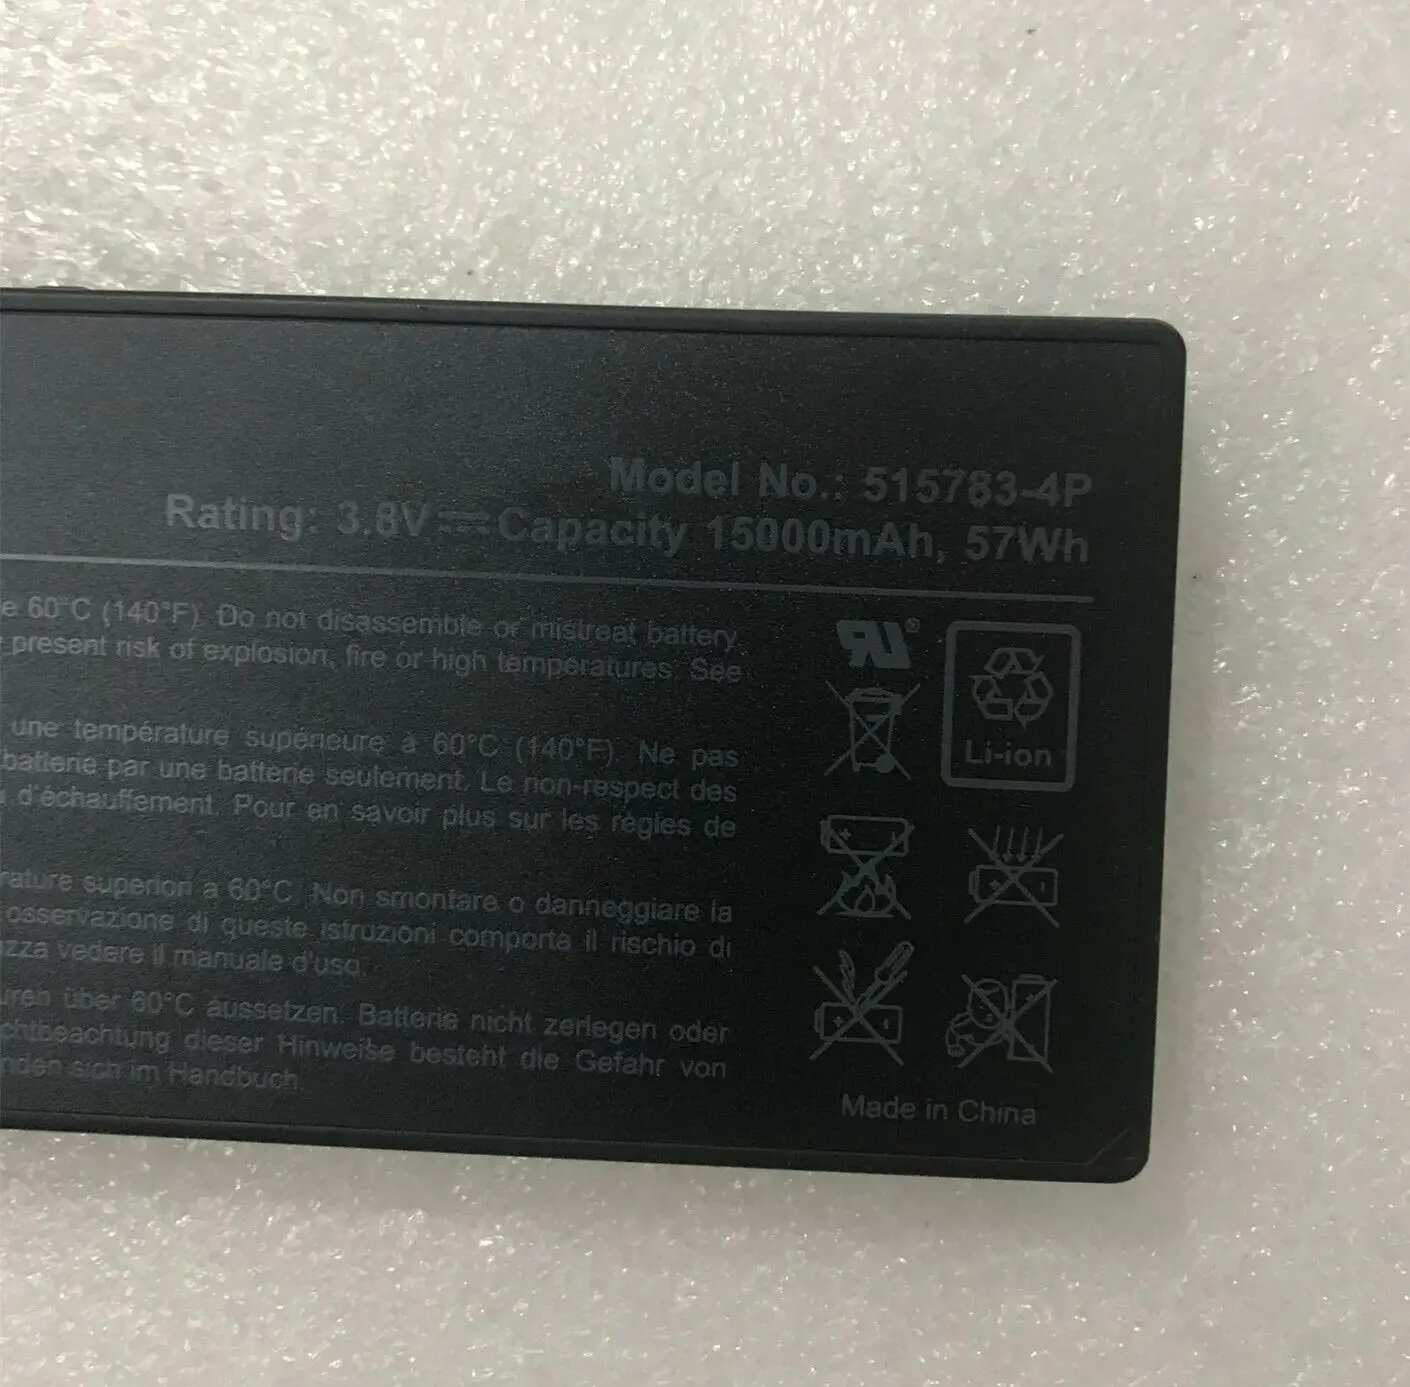 Model No.: 515783-4P
Rating: 3.8V⎓Capacity 15000mAh, 57Wh
e 60°C (140°F). Do not disassemble or mistreat battery.
present risk of explosion, fire or high temperatures. See
une température supérieure à 60°C (140°F). Ne pas
batterie par une batterie seulement. Le non-respect des
d'échauffement. Pour en savoir plus sur les règles de
rature superiori a 60°C. Non smontare o danneggiare la
osservazione di queste istruzioni comporta il rischio di
zza vedere il manuale d'uso.
uren über 60°C aussetzen. Batterie nicht zerlegen oder
chtbeachtung dieser Hinweise besteht die Gefahr von
nden sich im Handbuch.
Li-ion
Made in China